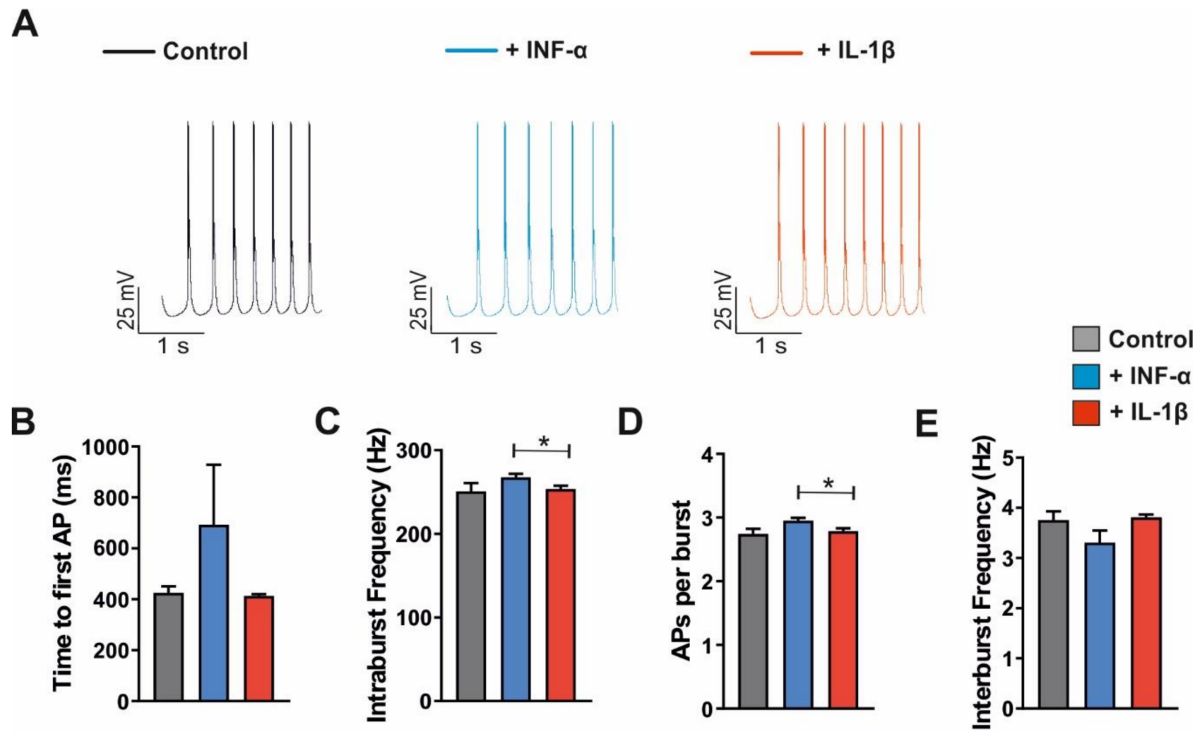 A
Control
+ INF-α
+ IL-1β
25 mV
1 s
25 mV
1 s
25 mV
1 s
Control
+ INF-α
+ IL-1β
B
Time to first AP (ms)
1000
800
600
400
200
0
C
Intraburst Frequency (Hz)
300
200
100
0
*
D
APs per burst
4
3
2
1
0
*
E
Interburst Frequency (Hz)
5
4
3
2
1
0